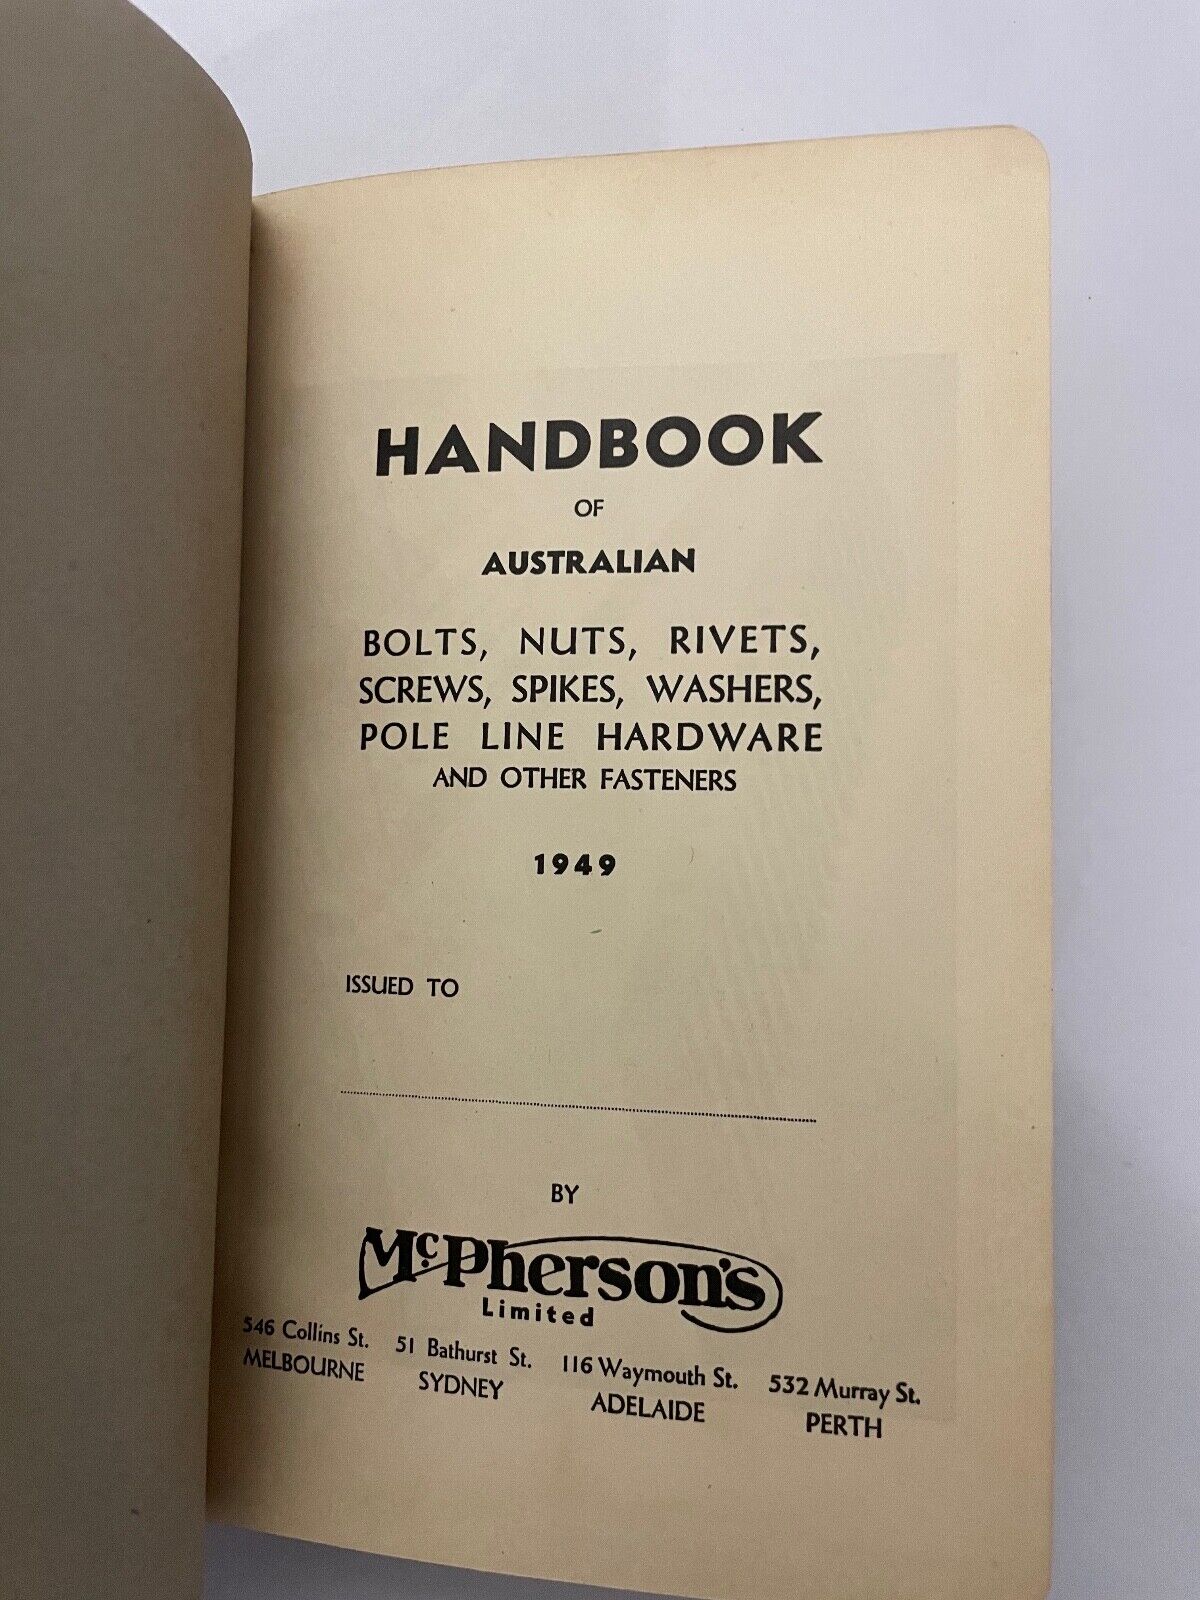 HANDBOOK
OF
AUSTRALIAN
BOLTS, NUTS, RIVETS,
SCREWS, SPIKES, WASHERS,
POLE LINE HARDWARE
AND OTHER FASTENERS
1949
ISSUED TO
BY
McPherson's
Limited
546 Collins St. 51 Bathurst St. 116 Waymouth St. 532 Murray St.
MELBOURNE SYDNEY ADELAIDE PERTH